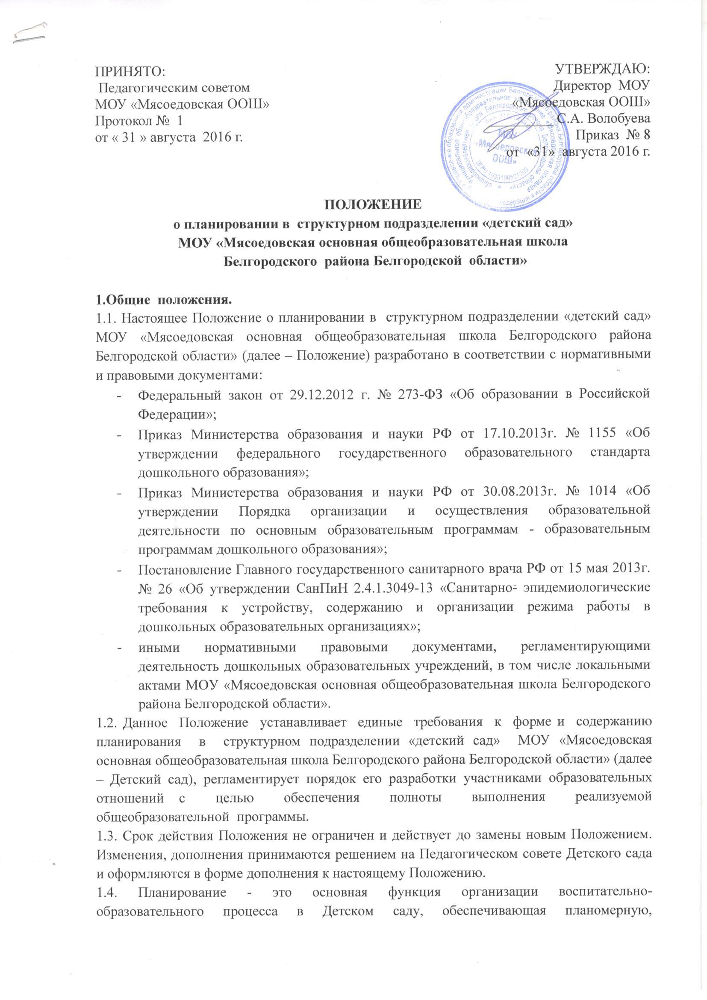 ПРИНЯТО:
Педагогическим советом
МОУ «Мясоедовская ООШ»
Протокол № 1
от « 31 » августа 2016 г.
УТВЕРЖДАЮ:
Директор МОУ
«Мясоедовская ООШ»
С.А. Волобуева
Приказ № 8
от «31» августа 2016 г.
МОУ
«Мясоедовская
ООШ»
ОГРН 1033100501290
ПОЛОЖЕНИЕ
о планировании в структурном подразделении «детский сад»
МОУ «Мясоедовская основная общеобразовательная школа
Белгородского района Белгородской области»
1.Общие положения.
1.1. Настоящее Положение о планировании в структурном подразделении «детский сад»
МОУ «Мясоедовская основная общеобразовательная школа Белгородского района
Белгородской области» (далее – Положение) разработано в соответствии с нормативными
и правовыми документами:
- Федеральный закон от 29.12.2012 г. № 273-ФЗ «Об образовании в Российской
Федерации»;
- Приказ Министерства образования и науки РФ от 17.10.2013г. № 1155 «Об
утверждении федерального государственного образовательного стандарта
дошкольного образования»;
- Приказ Министерства образования и науки РФ от 30.08.2013г. № 1014 «Об
утверждении Порядка организации и осуществления образовательной
деятельности по основным образовательным программам - образовательным
программам дошкольного образования»;
- Постановление Главного государственного санитарного врача РФ от 15 мая 2013г.
№ 26 «Об утверждении СанПиН 2.4.1.3049-13 «Санитарно- эпидемиологические
требования к устройству, содержанию и организации режима работы в
дошкольных образовательных организациях»;
- иными нормативными правовыми документами, регламентирующими
деятельность дошкольных образовательных учреждений, в том числе локальными
актами МОУ «Мясоедовская основная общеобразовательная школа Белгородского
района Белгородской области».
1.2. Данное Положение устанавливает единые требования к форме и содержанию
планирования в структурном подразделении «детский сад» МОУ «Мясоедовская
основная общеобразовательная школа Белгородского района Белгородской области» (далее
– Детский сад), регламентирует порядок его разработки участниками образовательных
отношений с целью обеспечения полноты выполнения реализуемой
общеобразовательной программы.
1.3. Срок действия Положения не ограничен и действует до замены новым Положением.
Изменения, дополнения принимаются решением на Педагогическом совете Детского сада
и оформляются в форме дополнения к настоящему Положению.
1.4. Планирование - это основная функция организации воспитательно-
образовательного процесса в Детском саду, обеспечивающая планомерную,